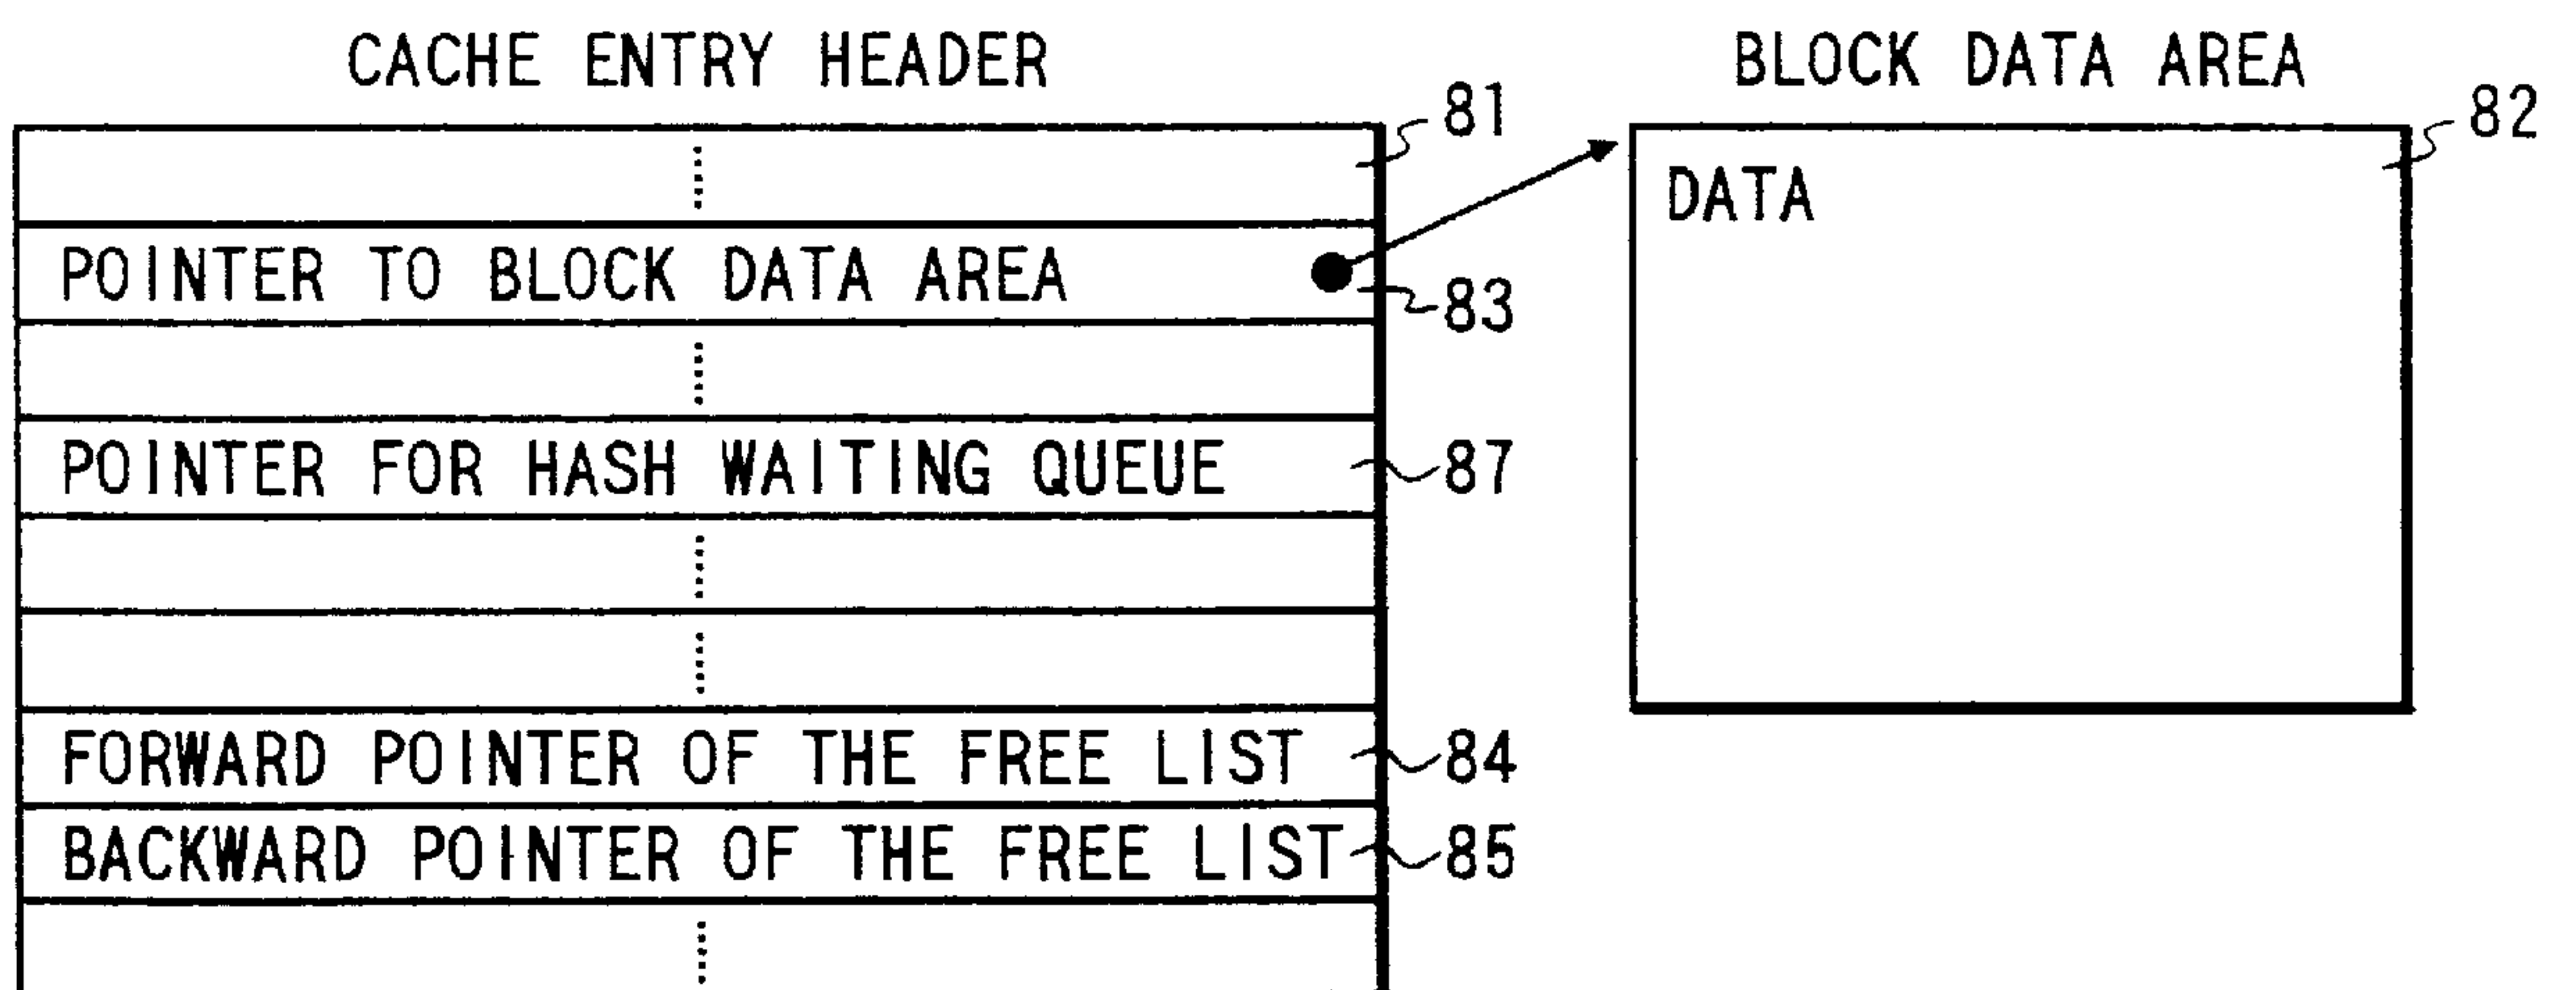 CACHE ENTRY HEADER
81
POINTER TO BLOCK DATA AREA
83
POINTER FOR HASH WAITING QUEUE
87
FORWARD POINTER OF THE FREE LIST
84
BACKWARD POINTER OF THE FREE LIST
85
BLOCK DATA AREA
82
DATA